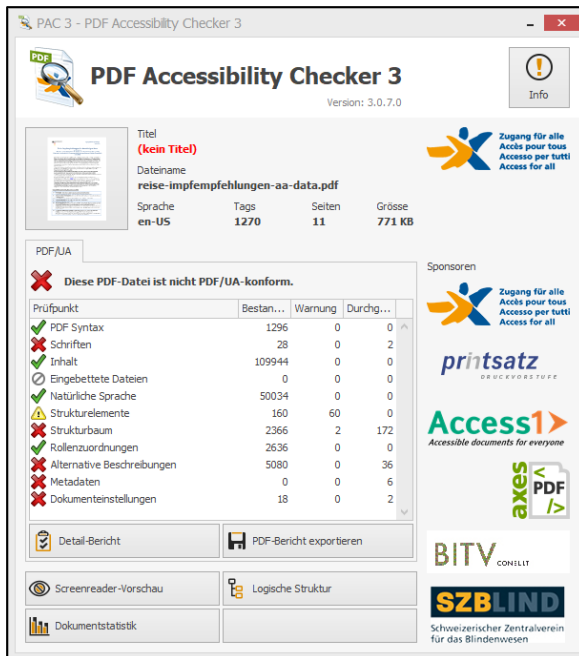 PAC 3 - PDF Accessibility Checker 3
PDF
PDF Accessibility Checker 3
Version: 3.0.7.0
Info
Titel
(kein Titel)
Dateiname
reise-impfempfehlungen-aa-data.pdf
Sprache Tags Seiten Grösse
en-US 1270 11 771 KB
Zugang für alle
Accès pour tous
Accesso per tutti
Access for all
PDF/UA
Diese PDF-Datei ist nicht PDF/UA-konform.
Prüfpunkt Bestan... Warnung Durchg...
PDF Syntax 1296 0 0
Schriften 28 0 2
Inhalt 109944 0 0
Eingebettete Dateien 0 0 0
Natürliche Sprache 50034 0 0
Strukturelemente 160 60 0
Strukturbaum 2366 2 172
Rollenzuordnungen 2636 0 0
Alternative Beschreibungen 5080 0 36
Metadaten 0 0 6
Dokumenteinstellungen 18 0 2
Detail-Bericht
PDF-Bericht exportieren
Screenreader-Vorschau
Logische Struktur
Dokumentstatistik
Sponsoren
Zugang für alle
Accès pour tous
Accesso per tutti
Access for all
printsatz
DRUCKVORSTUFE
Access1
Accessible documents for everyone
axes
< PDF />
BITV CONSULT
SZBLIND
Schweizerischer Zentralverein
für das Blindenwesen